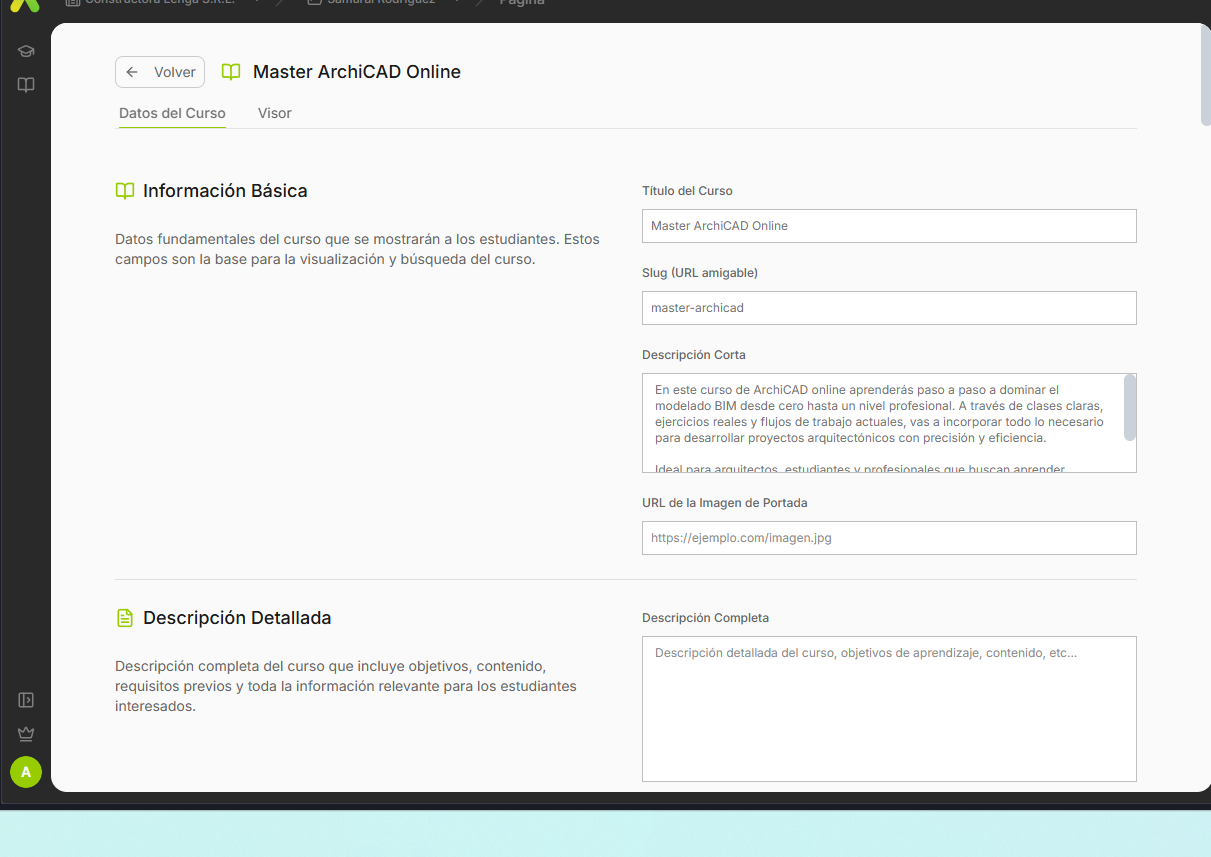 Constructora Lenga S.R.L.
Samurai Rodriguez
Página
Volver
Master ArchiCAD Online
Datos del Curso
Visor
Información Básica
Datos fundamentales del curso que se mostrarán a los estudiantes. Estos
campos son la base para la visualización y búsqueda del curso.
Título del Curso
Master ArchiCAD Online
Slug (URL amigable)
master-archicad
Descripción Corta
En este curso de ArchiCAD online aprenderás paso a paso a dominar el
modelado BIM desde cero hasta un nivel profesional. A través de clases claras,
ejercicios reales y flujos de trabajo actuales, vas a incorporar todo lo necesario
para desarrollar proyectos arquitectónicos con precisión y eficiencia.
Ideal para arquitectos, estudiantes y profesionales que buscan aprender
URL de la Imagen de Portada
https://ejemplo.com/imagen.jpg
Descripción Detallada
Descripción completa del curso que incluye objetivos, contenido,
requisitos previos y toda la información relevante para los estudiantes
interesados.
Descripción Completa
Descripción detallada del curso, objetivos de aprendizaje, contenido, etc...
A